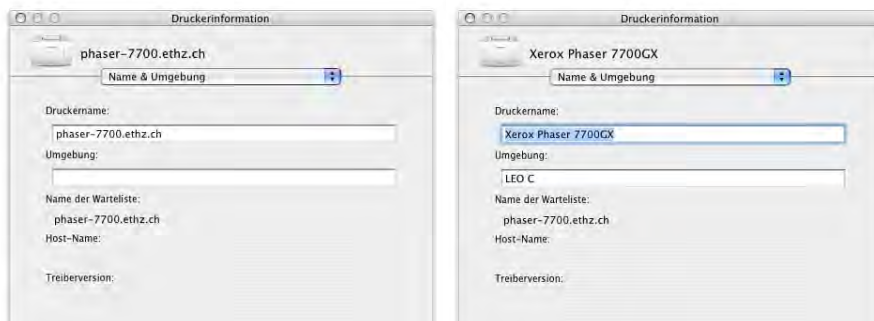 Druckerinformation
phaser-7700.ethz.ch
Name & Umgebung
Druckername:
phaser-7700.ethz.ch
Umgebung:
Name der Warteliste:
phaser-7700.ethz.ch
Host-Name:
Treiberversion:
Druckerinformation
Xerox Phaser 7700GX
Name & Umgebung
Druckername:
Xerox Phaser 7700GX
Umgebung:
LEO C
Name der Warteliste:
phaser-7700.ethz.ch
Host-Name:
Treiberversion: